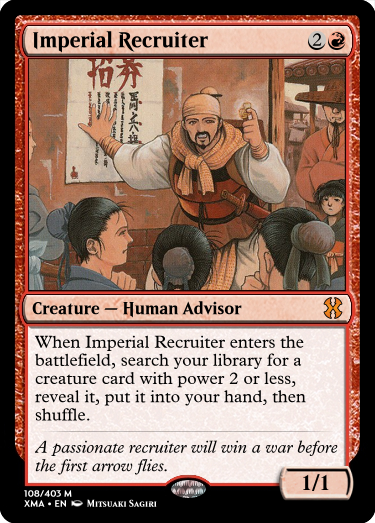 Imperial Recruiter 2
Creature — Human Advisor
When Imperial Recruiter enters the
battlefield, search your library for a
creature card with power 2 or less,
reveal it, put it into your hand, then
shuffle.
A passionate recruiter will win a war before
the first arrow flies.
1/1
108/403 M
XMA • EN Mitsuaki Sagiri